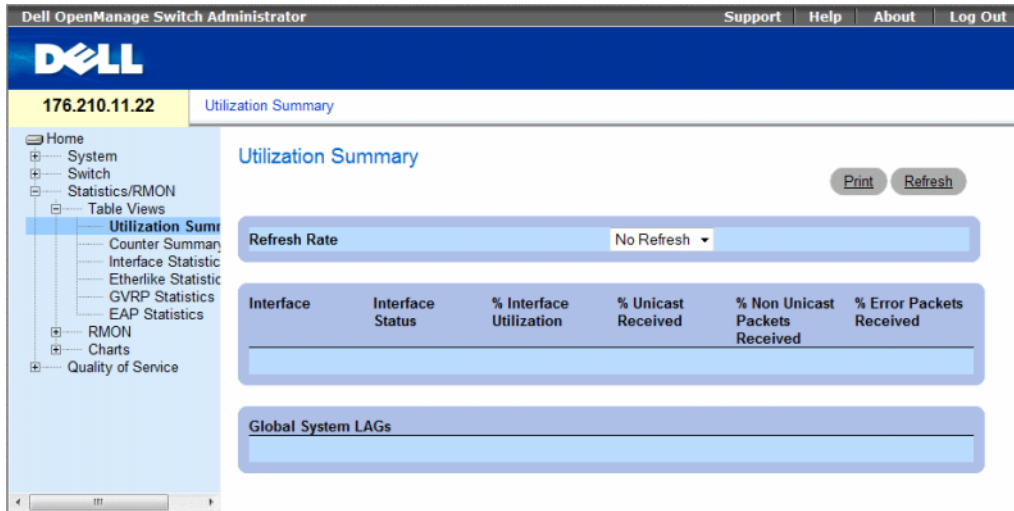 Dell OpenManage Switch Administrator
Support Help About Log Out
DELL
176.210.11.22
Utilization Summary
Home
System
Switch
Statistics/RMON
Table Views
Utilization Sumr
Counter Summary
Interface Statistic
Etherlike Statistic
GVRP Statistics
EAP Statistics
RMON
Charts
Quality of Service
Utilization Summary
Print Refresh
Refresh Rate No Refresh
Interface Interface Status % Interface Utilization % Unicast Received % Non Unicast Packets Received % Error Packets Received
Global System LAGs